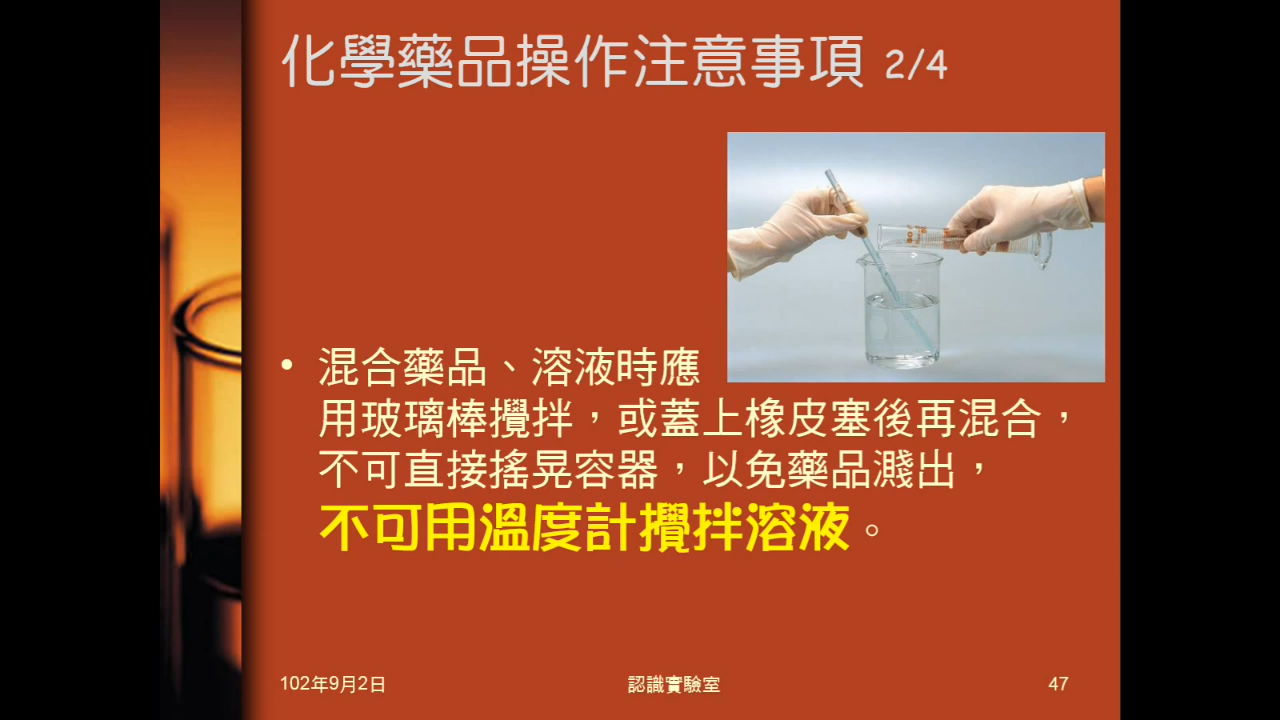 化學藥品操作注意事項 2/4
• 混合藥品、溶液時應
用玻璃棒攪拌，或蓋上橡皮塞後再混合，
不可直接搖晃容器，以免藥品濺出，
不可用溫度計攪拌溶液。
102年9月2日
認識實驗室
47